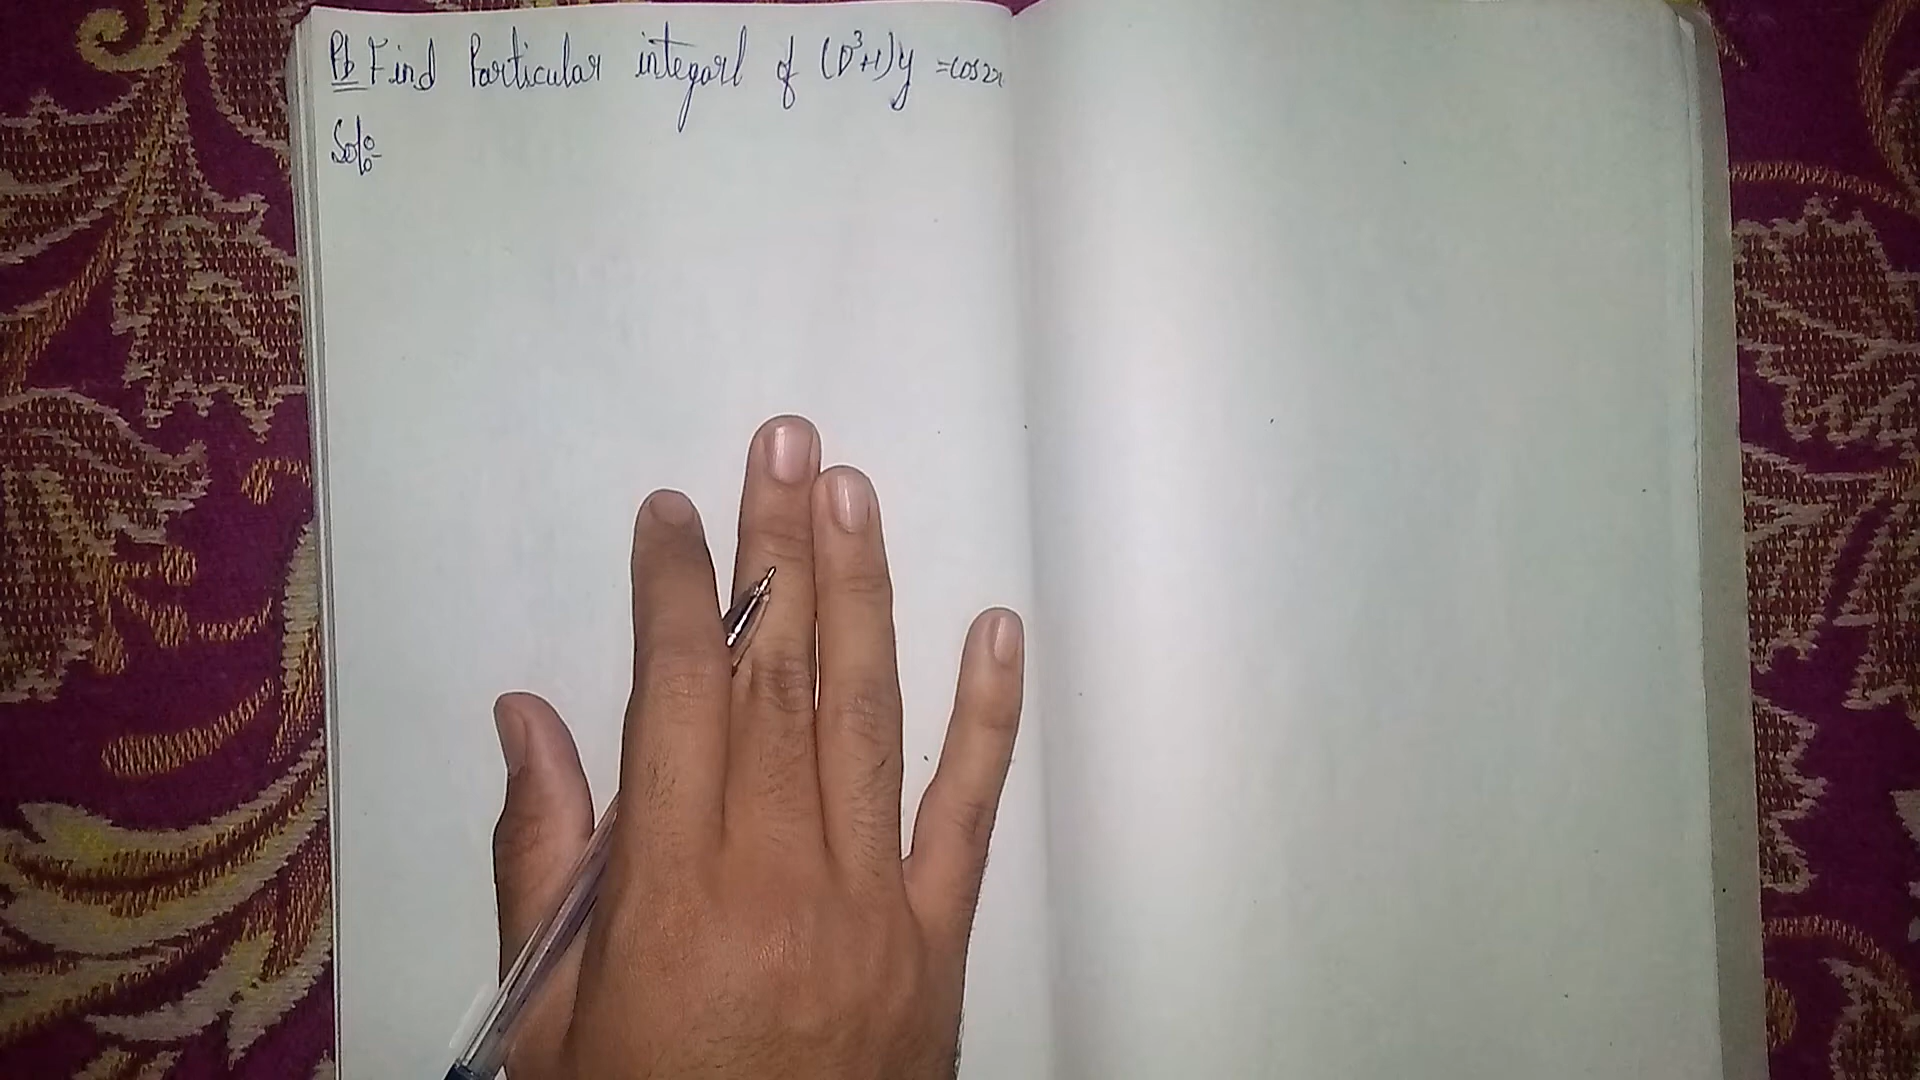 Pb Find Particular integarl of (D³+1)y = cos2x
Sol:-